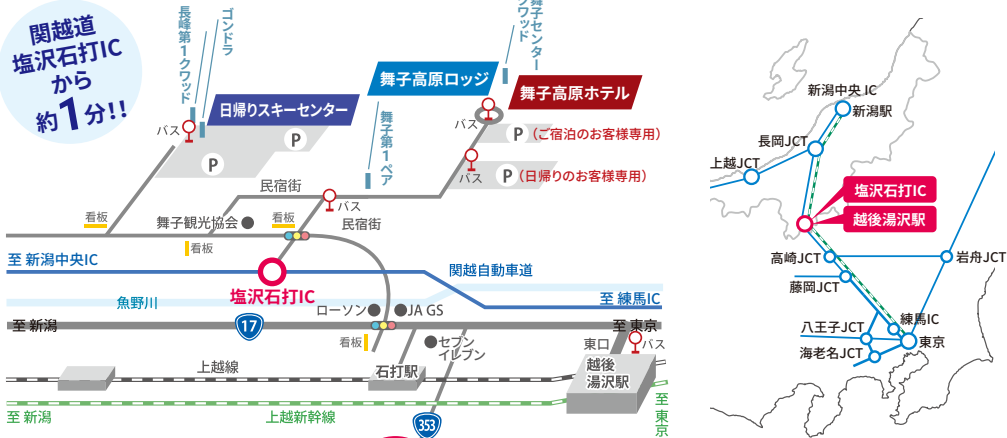 関越道
塩沢石打IC
から
約1分!!
長峰第1クワッド
ゴンドラ
舞子センター
クワッド
日帰りスキーセンター
舞子高原ロッジ
舞子高原ホテル
バス
P
P
バス
P
(ご宿泊のお客様専用)
舞子第1ペア
P
(日帰りのお客様専用)
バス
民宿街
バス
看板
舞子観光協会
看板
民宿街
看板
至 新潟中央IC
関越自動車道
塩沢石打IC
魚野川
至 練馬IC
ローソン
JA GS
至 新潟
17
至 東京
看板
セブン
イレブン
東口
バス
上越線
石打駅
越後
湯沢駅
至 新潟
上越新幹線
353
至 東京
新潟中央 IC
新潟駅
長岡JCT
上越JCT
塩沢石打IC
越後湯沢駅
高崎JCT
岩舟JCT
藤岡JCT
練馬IC
八王子JCT
東京
海老名JCT